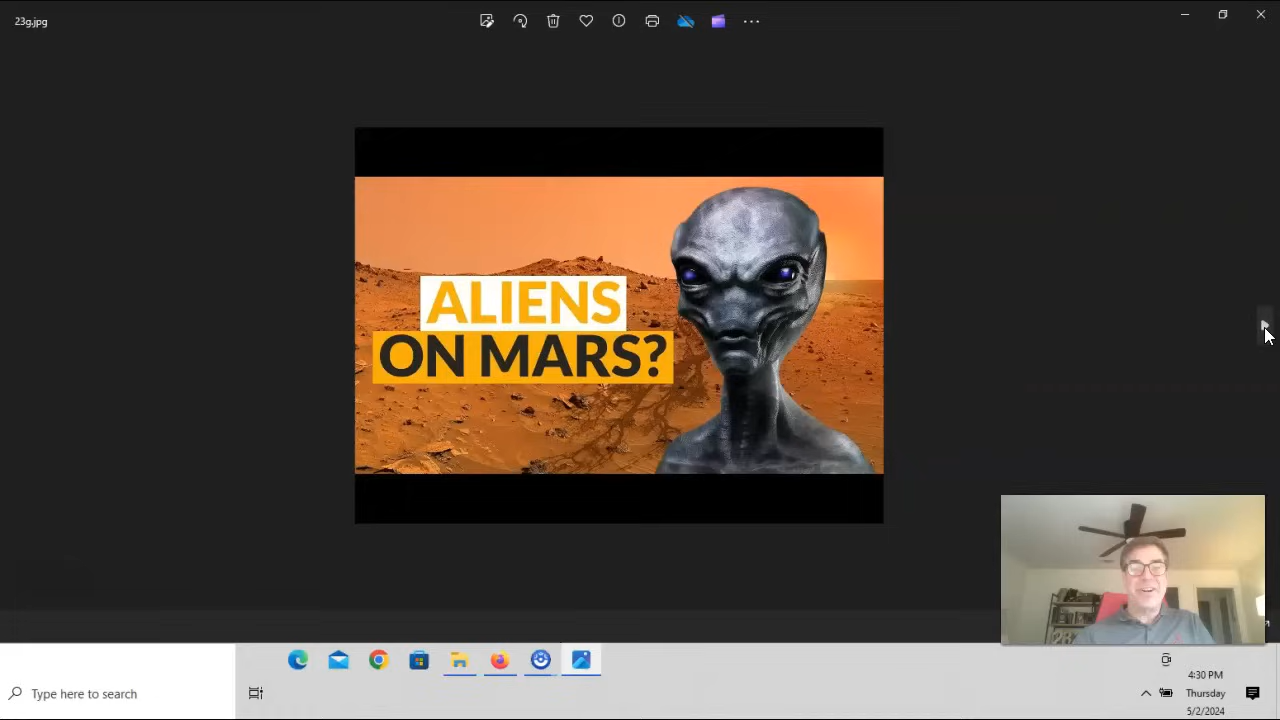 23g.jpg
ALIENS
ON MARS?
Type here to search
4:30 PM
Thursday
5/2/2024